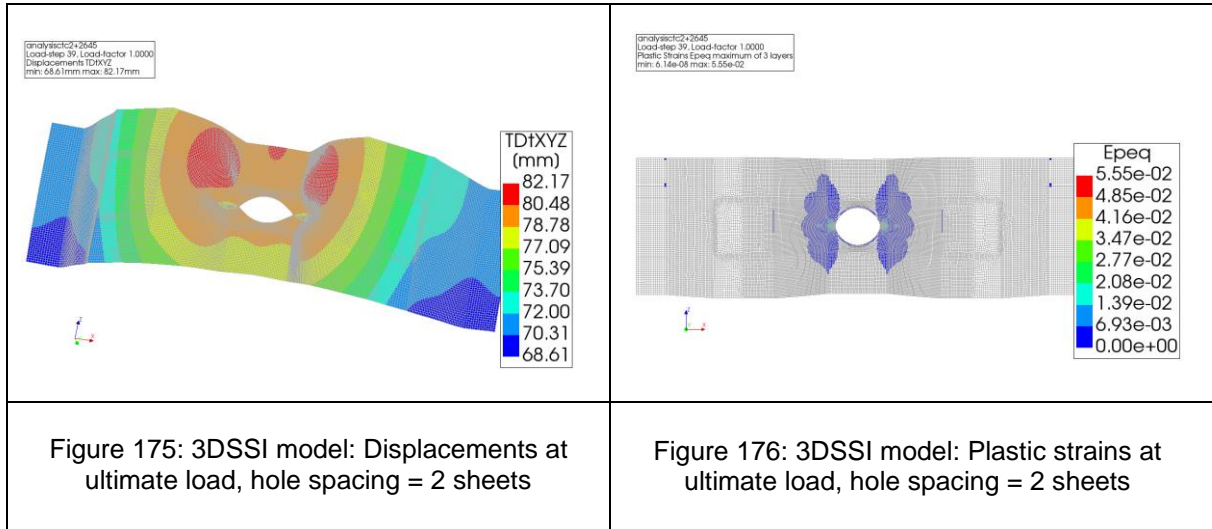 analysisctc2+2645
Load-step 39, Load-factor 1.0000
Displacements TDtXYZ
min: 68.61mm max: 82.17mm
TDtXYZ
(mm)
82.17
80.48
78.78
77.09
75.39
73.70
72.00
70.31
68.61
Z
X
Figure 175: 3DSSI model: Displacements at
ultimate load, hole spacing = 2 sheets
analysisctc2+2645
Load-step 39, Load-factor 1.0000
Plastic Strains Epeq maximum of 3 layers
min: 6.14e-08 max: 5.55e-02
Epeq
5.55e-02
4.85e-02
4.16e-02
3.47e-02
2.77e-02
2.08e-02
1.39e-02
6.93e-03
0.00e+00
Z
X
Figure 176: 3DSSI model: Plastic strains at
ultimate load, hole spacing = 2 sheets